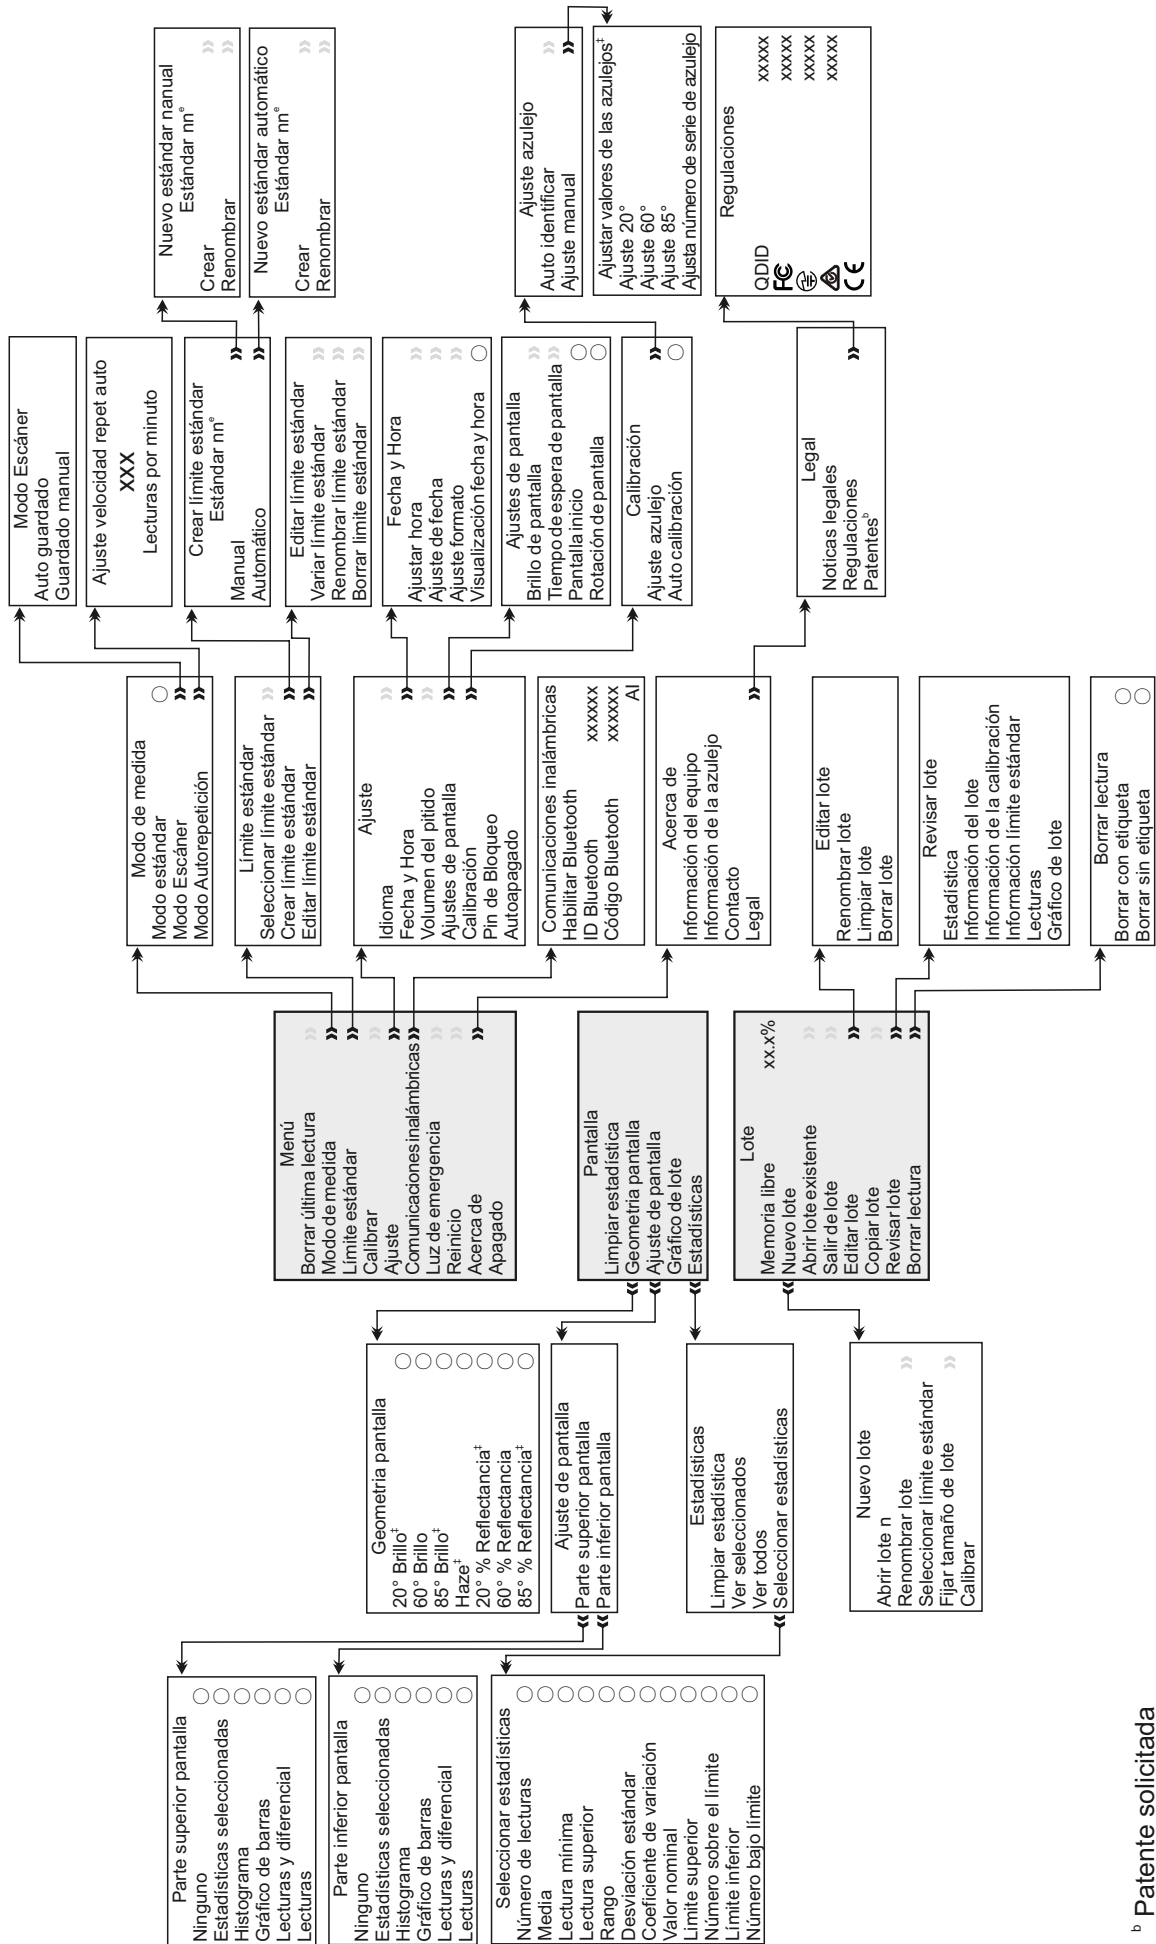 Parte superior pantalla
Ninguno
Estadísticas seleccionadas
Histograma
Gráfico de barras
Lecturas y diferencial
Lecturas
Parte inferior pantalla
Ninguno
Estadísticas seleccionadas
Histograma
Gráfico de barras
Lecturas y diferencial
Lecturas
Seleccionar estadísticas
Número de lecturas
Media
Lectura mínima
Lectura superior
Rango
Desviación estándar
Coeficiente de variación
Valor nominal
Límite superior
Número sobre el límite
Límite inferior
Número bajo límite
Geometria pantalla
20° Brillo‡
60° Brillo
85° Brillo‡
Haze‡
20° % Reflectancia‡
60° % Reflectancia
85° % Reflectancia‡
Ajuste de pantalla
Parte superior pantalla
Parte inferior pantalla
Estadísticas
Limpiar estadística
Ver seleccionados
Ver todos
Seleccionar estadísticas
Nuevo lote
Abrir lote n
Renombrar lote
Seleccionar límite estándar
Fijar tamaño de lote
Calibrar
Menú
Borrar última lectura
Modo de medida
Límite estándar
Calibrar
Ajuste
Comunicaciones inalámbricas
Luz de emergencia
Reinicio
Acerca de
Apagado
Pantalla
Limpiar estadística
Geometria pantalla
Ajuste de pantalla
Gráfico de lote
Estadísticas
Lote
Memoria libre xx.x%
Nuevo lote
Abrir lote existente
Salir de lote
Editar lote
Copiar lote
Revisar lote
Borrar lectura
Modo de medida
Modo estándar
Modo Escáner
Modo Autorepetición
Límite estándar
Seleccionar límite estándar
Crear límite estándar
Editar límite estándar
Ajuste
Idioma
Fecha y Hora
Volumen del pitido
Ajustes de pantalla
Calibración
Pin de Bloqueo
Autoapagado
Comunicaciones inalámbricas
Habilitar Bluetooth
ID Bluetooth xxxxxx
Código Bluetooth xxxxxx
AI
Acerca de
Información del equipo
Información de la azulejo
Contacto
Legal
Editar lote
Renombrar lote
Limpiar lote
Borrar lote
Revisar lote
Estadística
Información del lote
Información de la calibración
Información límite estándar
Lecturas
Gráfico de lote
Borrar lectura
Borrar con etiqueta
Borrar sin etiqueta
Modo Escáner
Auto guardado
Guardado manual
Ajuste velocidad repet auto
XXX
Lecturas por minuto
Crear límite estándar
Estándar nnᵉ
Manual
Automático
Editar límite estándar
Variar límite estándar
Renombrar límite estándar
Borrar límite estándar
Fecha y Hora
Ajustar hora
Ajuste de fecha
Ajuste formato
Visualización fecha y hora
Ajustes de pantalla
Brillo de pantalla
Tiempo de espera de pantalla
Pantalla inicio
Rotación de pantalla
Calibración
Ajuste azulejo
Auto calibración
Legal
Noticas legales
Regulaciones
Patentesᵇ
Nuevo estándar nanual
Estándar nnᵉ
Crear
Renombrar
Nuevo estándar automático
Estándar nnᵉ
Crear
Renombrar
Ajuste azulejo
Auto identificar
Ajuste manual
Ajustar valores de las azulejos‡
Ajuste 20°
Ajuste 60°
Ajuste 85°
Ajusta número de serie de azulejo
Regulaciones
QDID xxxxx
FC xxxxx
xxxxx
xxxxx
CE
ᵇ Patente solicitada